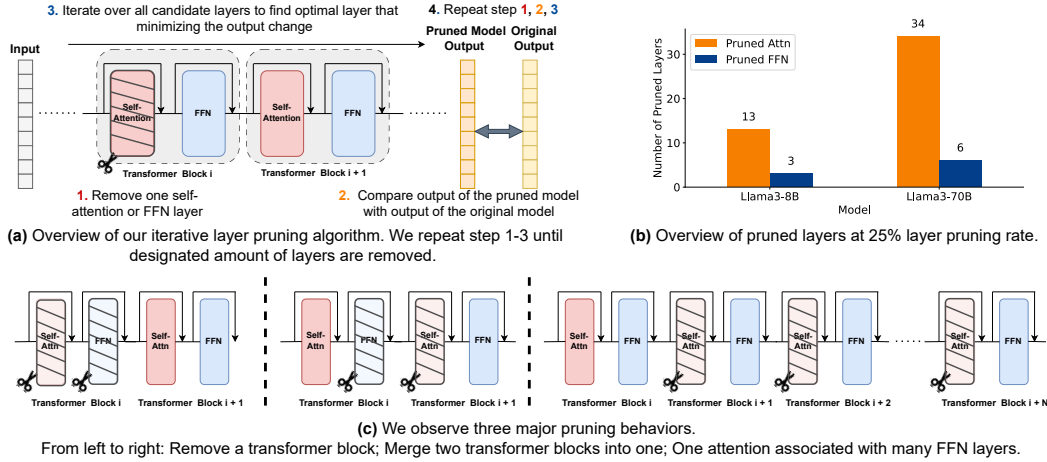 3. Iterate over all candidate layers to find optimal layer that
minimizing the output change
4. Repeat step 1, 2, 3
Input
Pruned Model
Output
Original
Output
Self-
Attention
FFN
Self-
Attention
FFN
Transformer Block i
Transformer Block i + 1
1. Remove one self-
attention or FFN layer
2. Compare output of the pruned model
with output of the original model
(a) Overview of our iterative layer pruning algorithm. We repeat step 1-3 until
designated amount of layers are removed.
Number of Pruned Layers
30
20
10
0
Pruned Attn
Pruned FFN
13
3
34
6
Llama3-8B
Llama3-70B
Model
(b) Overview of pruned layers at 25% layer pruning rate.
Self-
Attn
FFN
Self-
Attn
FFN
Transformer Block i
Transformer Block i + 1
Self-
Attn
FFN
Self-
Attn
FFN
Transformer Block i
Transformer Block i + 1
Self-
Attn
FFN
Self-
Attn
FFN
Self-
Attn
FFN
Self-
Attn
FFN
Transformer Block i
Transformer Block i + 1
Transformer Block i + 2
Transformer Block i + N
(c) We observe three major pruning behaviors.
From left to right: Remove a transformer block; Merge two transformer blocks into one; One attention associated with many FFN layers.